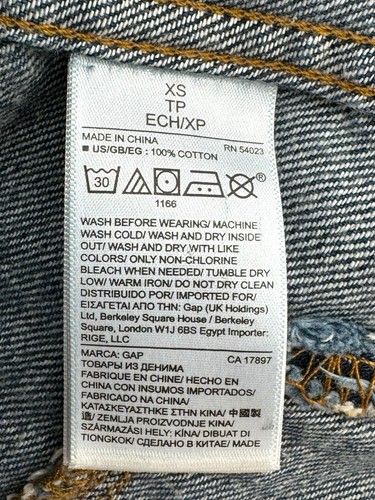 XS
TP
ECH/XP
MADE IN CHINA RN 54023
■ US/GB/EG : 100% COTTON
30 ®
1166
WASH BEFORE WEARING/ MACHINE
WASH COLD/ WASH AND DRY INSIDE
OUT/ WASH AND DRY WITH LIKE
COLORS/ ONLY NON-CHLORINE
BLEACH WHEN NEEDED/ TUMBLE DRY
LOW/ WARM IRON/ DO NOT DRY CLEAN
DISTRIBUIDO POR/ IMPORTED FOR/
ΕΙΣΑΓΕΤΑΙ ΑΠΟ ΤΗΝ: Gap (UK Holdings)
Ltd, Berkeley Square House / Berkeley
Square, London W1J 6BS Egypt Importer:
RIGE, LLC
MARCA: GAP CA 17897
ТОВАРЫ ИЗ ДЕНИМА
FABRIQUE EN CHINE/ HECHO EN
CHINA CON INSUMOS IMPORTADOS/
FABRICADO NA CHINA/
ΚΑΤΑΣΚΕΥΑΣΤΗΚΕ ΣΤΗΝ ΚΙΝΑ/ 中國製
造/ ZEMLJA PROIZVODNJE KINA/
SZÁRMAZÁSI HELY: KÍNA/ DIBUAT DI
TIONGKOK/ СДЕЛАНО В КИТАЕ/ MADE